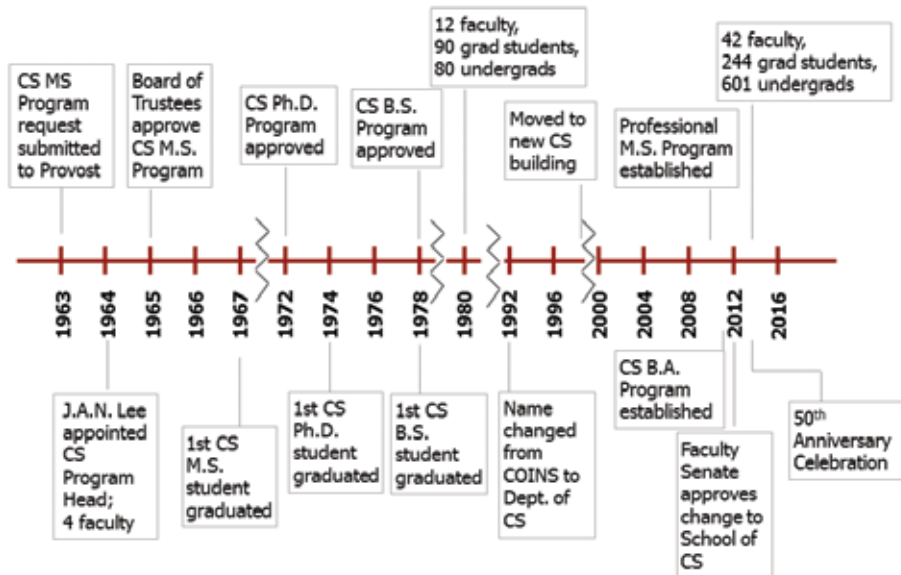 CS MS
Program
request
submitted
to Provost
Board of
Trustees
approve
CS M.S.
Program
CS Ph.D.
Program
approved
CS B.S.
Program
approved
12 faculty,
90 grad students,
80 undergrads
Moved to
new CS
building
Professional
M.S. Program
established
42 faculty,
244 grad students,
601 undergrads
1963
1964
1965
1966
1967
1972
1974
1976
1978
1980
1992
1996
2000
2004
2008
2012
2016
J.A.N. Lee
appointed
CS
Program
Head;
4 faculty
1st CS
M.S.
student
graduated
1st CS
Ph.D.
student
graduated
1st CS
B.S.
student
graduated
Name
changed
from
COINS to
Dept. of
CS
CS B.A.
Program
established
Faculty
Senate
approves
change to
School of
CS
50th
Anniversary
Celebration